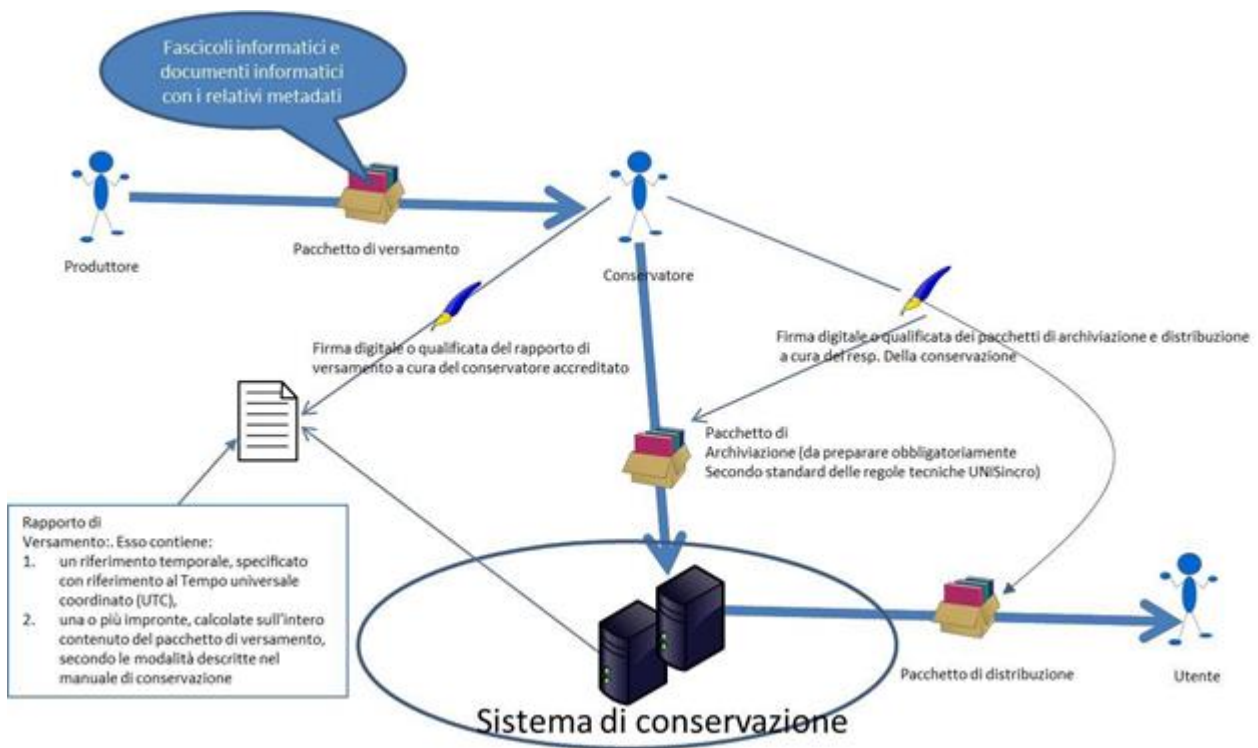 Fascicoli informatici e
documenti informatici
con i relativi metadati
Produttore
Pacchetto di versamento
Conservatore
Firma digitale o qualificata del rapporto di
versamento a cura del conservatore accreditato
Firma digitale o qualificata dei pacchetti di archiviazione e distribuzione
a cura del resp. Della conservazione
Pacchetto di
Archiviazione (da preparare obbligatoriamente
Secondo standard delle regole tecniche UNISincro)
Rapporto di
Versamento:. Esso contiene:
1. un riferimento temporale, specificato
con riferimento al Tempo universale
coordinato (UTC),
2. una o più impronte, calcolate sull'intero
contenuto del pacchetto di versamento,
secondo le modalità descritte nel
manuale di conservazione
Pacchetto di distribuzione
Utente
Sistema di conservazione